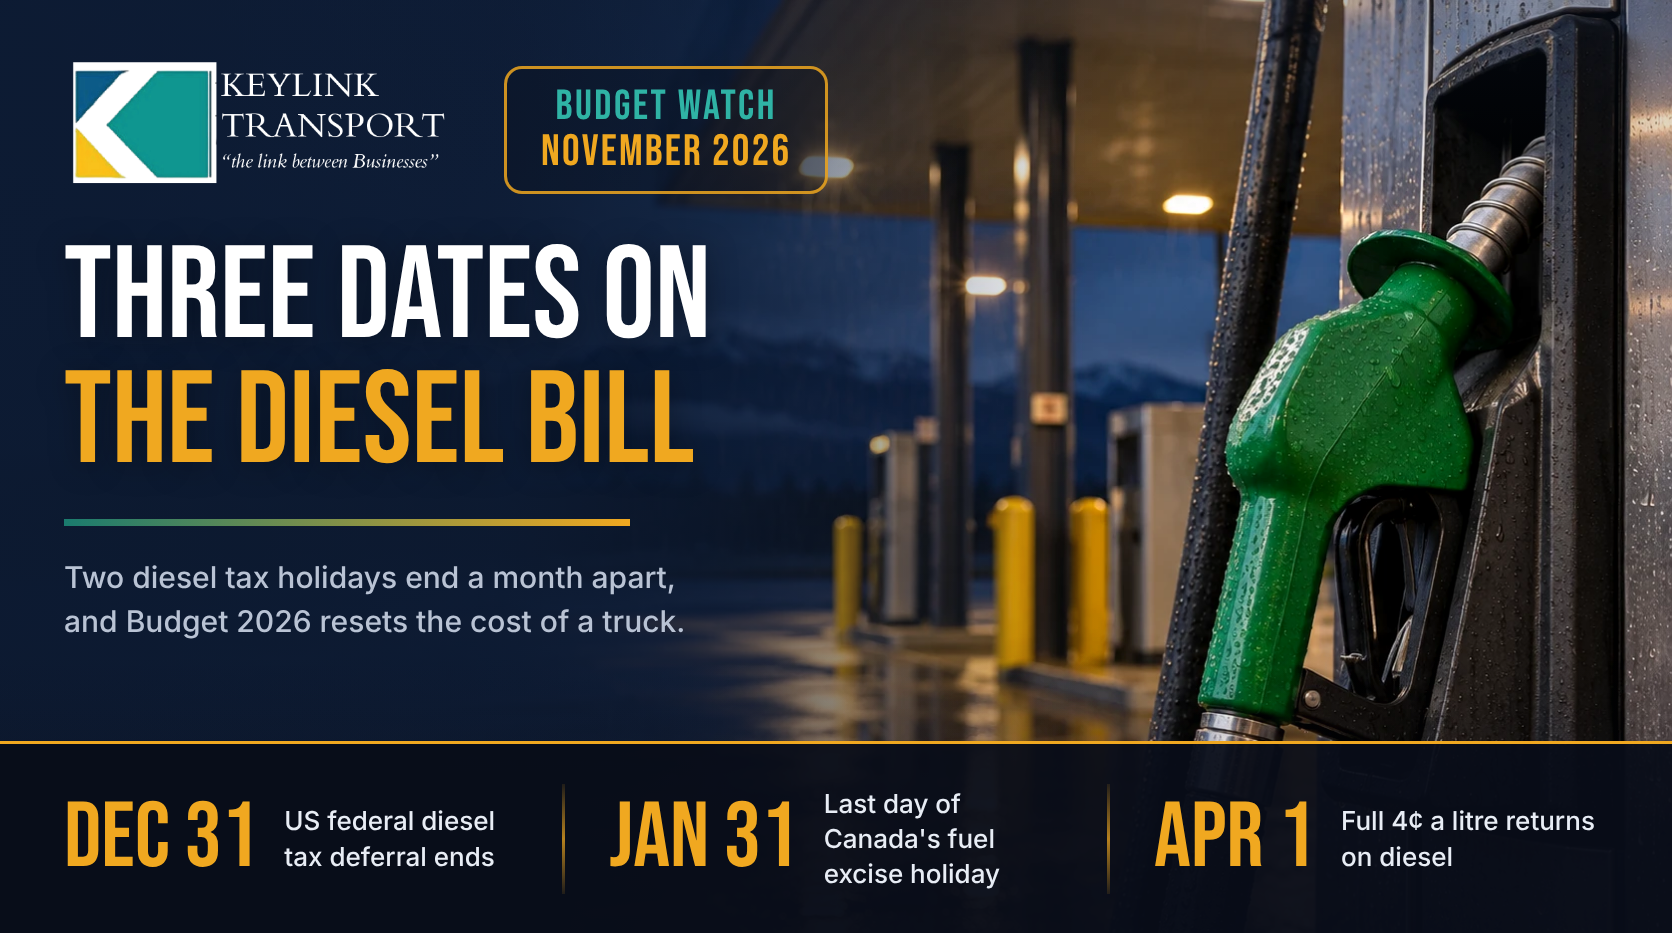 KEYLINK
TRANSPORT
“the link between Businesses”
BUDGET WATCH
NOVEMBER 2026
THREE DATES ON
THE DIESEL BILL
Two diesel tax holidays end a month apart,
and Budget 2026 resets the cost of a truck.
DEC 31
US federal diesel
tax deferral ends
JAN 31
Last day of
Canada's fuel
excise holiday
APR 1
Full 4¢ a litre returns
on diesel